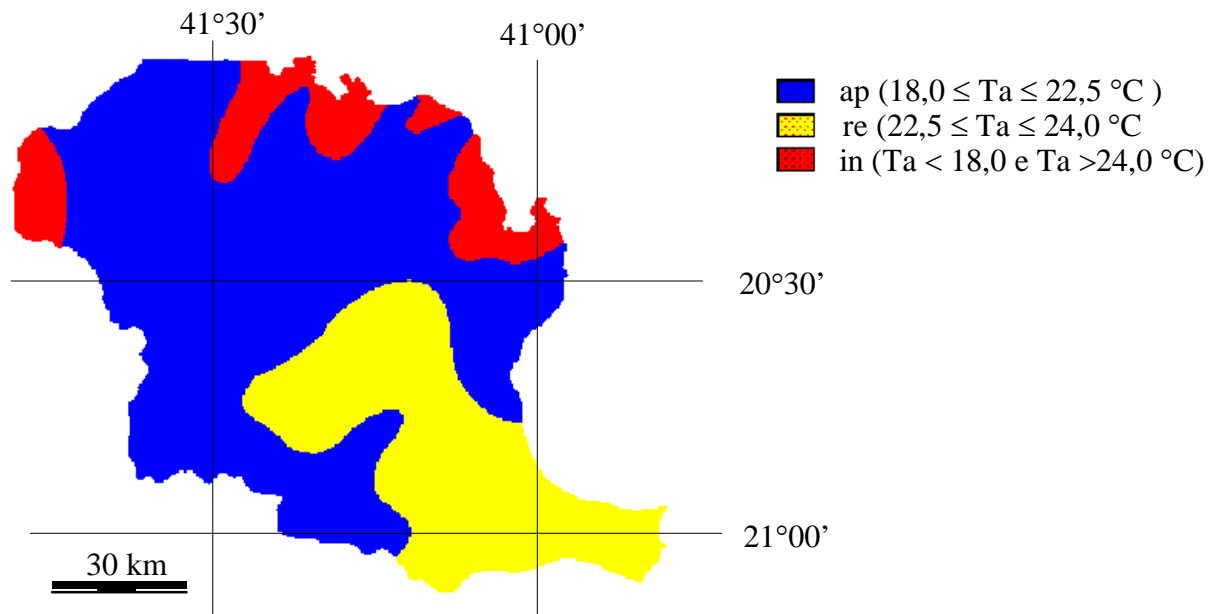 41°30’
41°00’
ap (18,0 ≤ Ta ≤ 22,5 °C )
re (22,5 ≤ Ta ≤ 24,0 °C
in (Ta < 18,0 e Ta >24,0 °C)
20°30’
21°00’
30 km